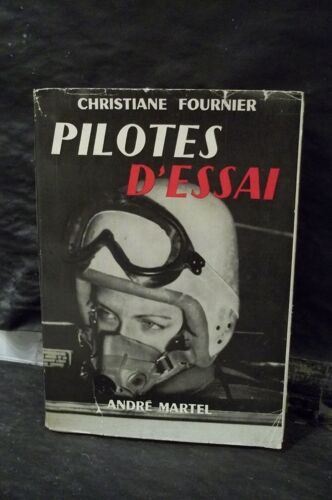 CHRISTIANE FOURNIER
PILOTES
D'ESSAI
ANDRÉ MARTEL